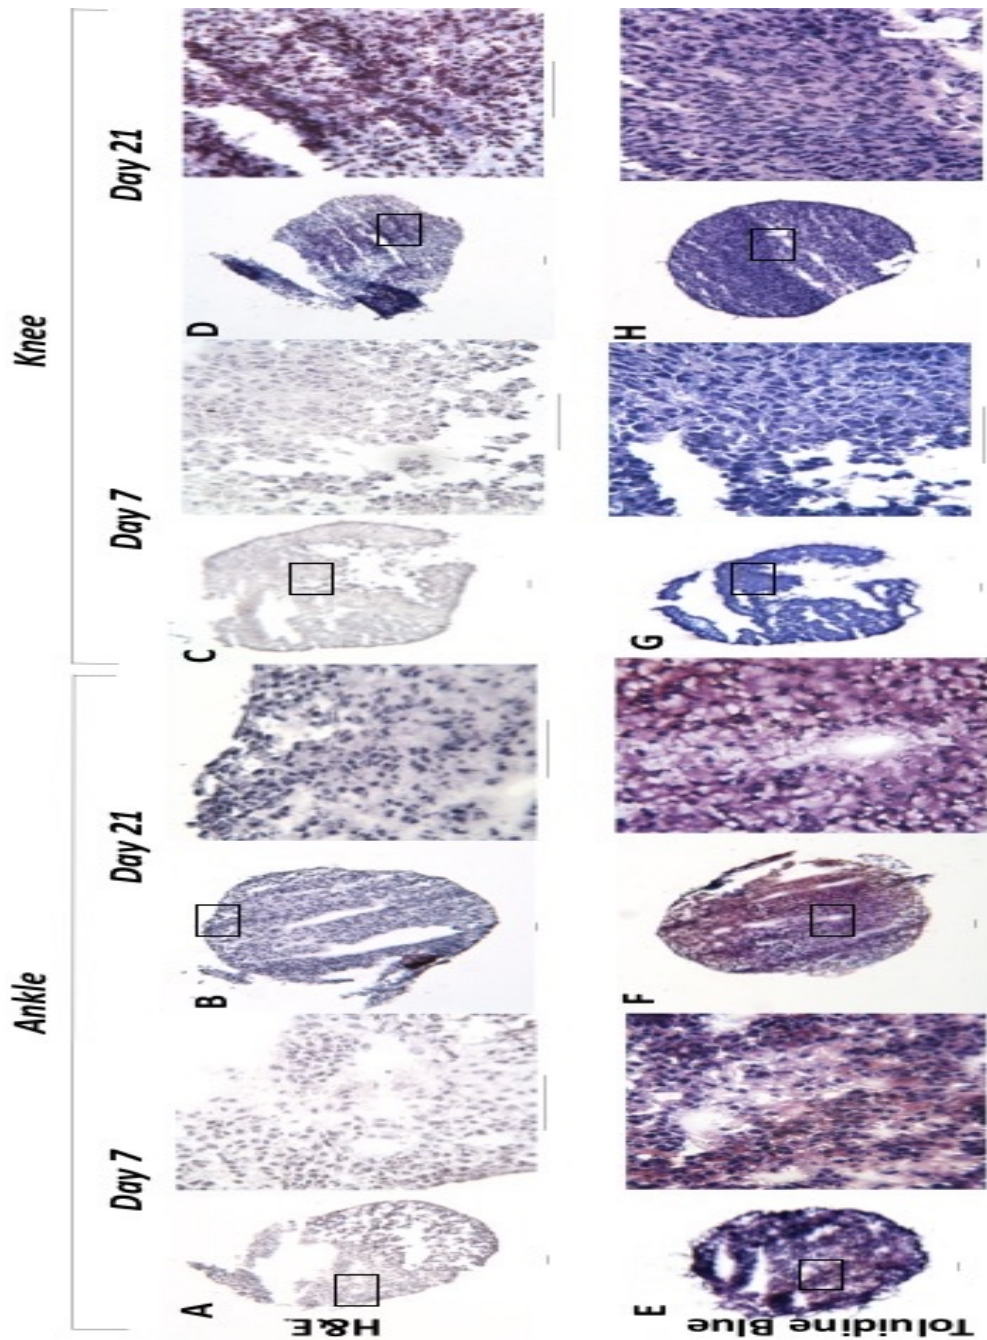 Ankle Knee
Day 7 Day 21 Day 7 Day 21
H&E
A B C D
Toluidine Blue
E F G H